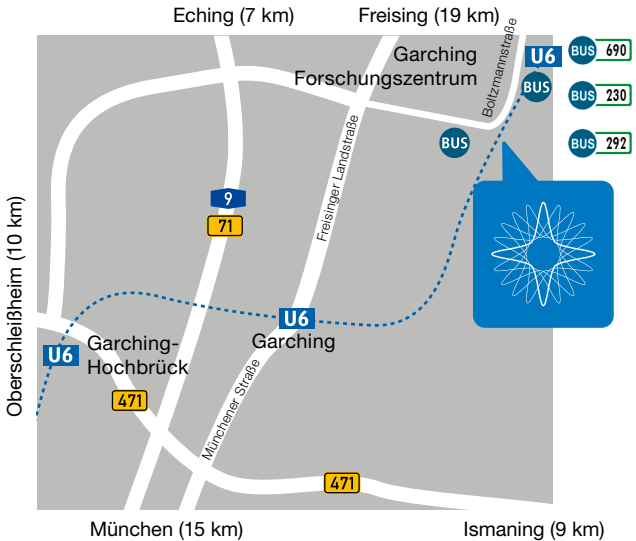 Eching (7 km)
Freising (19 km)
Garching
Forschungszentrum
Boltzmannstraße
U6
BUS 690
BUS
BUS 230
BUS
BUS 292
Freisinger Landstraße
9
71
Oberschleißheim (10 km)
U6
Garching
U6
Garching-
Hochbrück
Münchener Straße
471
471
München (15 km)
Ismaning (9 km)